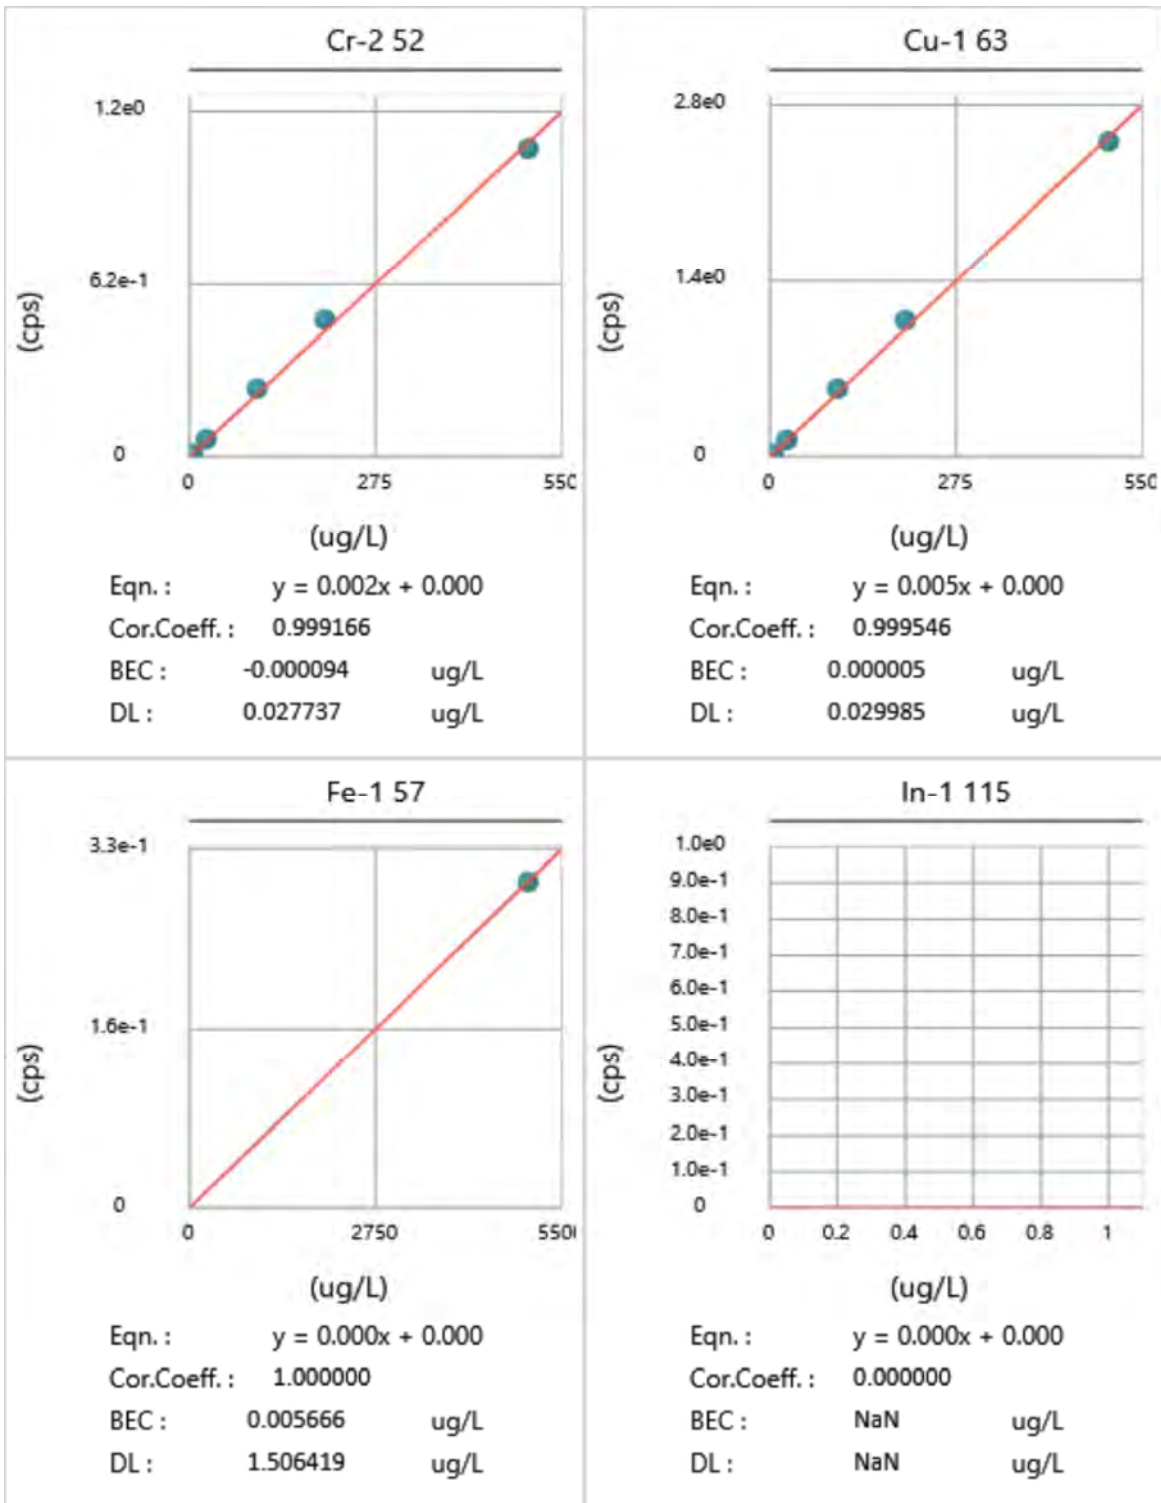 Cr-2 52
1.2e0
6.2e-1
0
(cps)
0 275 550
(ug/L)
Eqn. : y = 0.002x + 0.000
Cor.Coeff. : 0.999166
BEC : -0.000094 ug/L
DL : 0.027737 ug/L
Cu-1 63
2.8e0
1.4e0
0
(cps)
0 275 550
(ug/L)
Eqn. : y = 0.005x + 0.000
Cor.Coeff. : 0.999546
BEC : 0.000005 ug/L
DL : 0.029985 ug/L
Fe-1 57
3.3e-1
1.6e-1
0
(cps)
0 2750 550
(ug/L)
Eqn. : y = 0.000x + 0.000
Cor.Coeff. : 1.000000
BEC : 0.005666 ug/L
DL : 1.506419 ug/L
In-1 115
1.0e0
9.0e-1
8.0e-1
7.0e-1
6.0e-1
5.0e-1
4.0e-1
3.0e-1
2.0e-1
1.0e-1
0
(cps)
0 0.2 0.4 0.6 0.8 1
(ug/L)
Eqn. : y = 0.000x + 0.000
Cor.Coeff. : 0.000000
BEC : NaN ug/L
DL : NaN ug/L